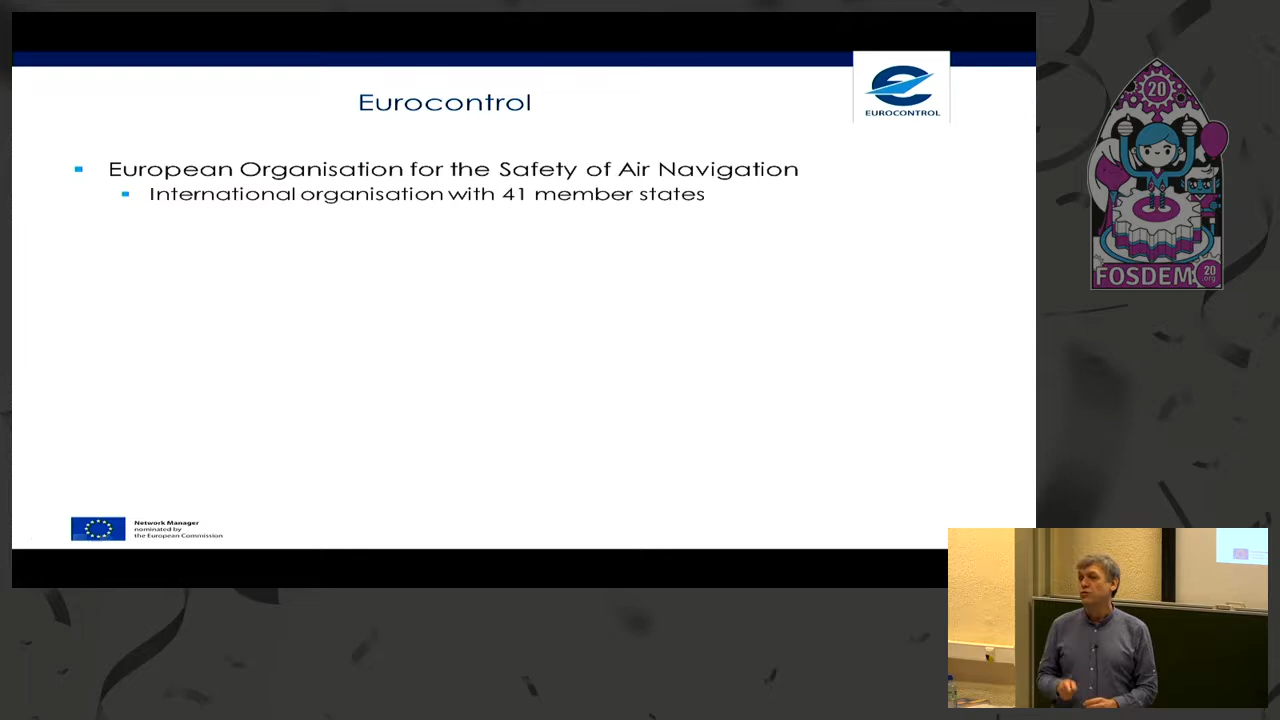 Eurocontrol
EUROCONTROL
European Organisation for the Safety of Air Navigation
International organisation with 41 member states
Network Manager
nominated by
the European Commission
20
FOSDEM
20
.org